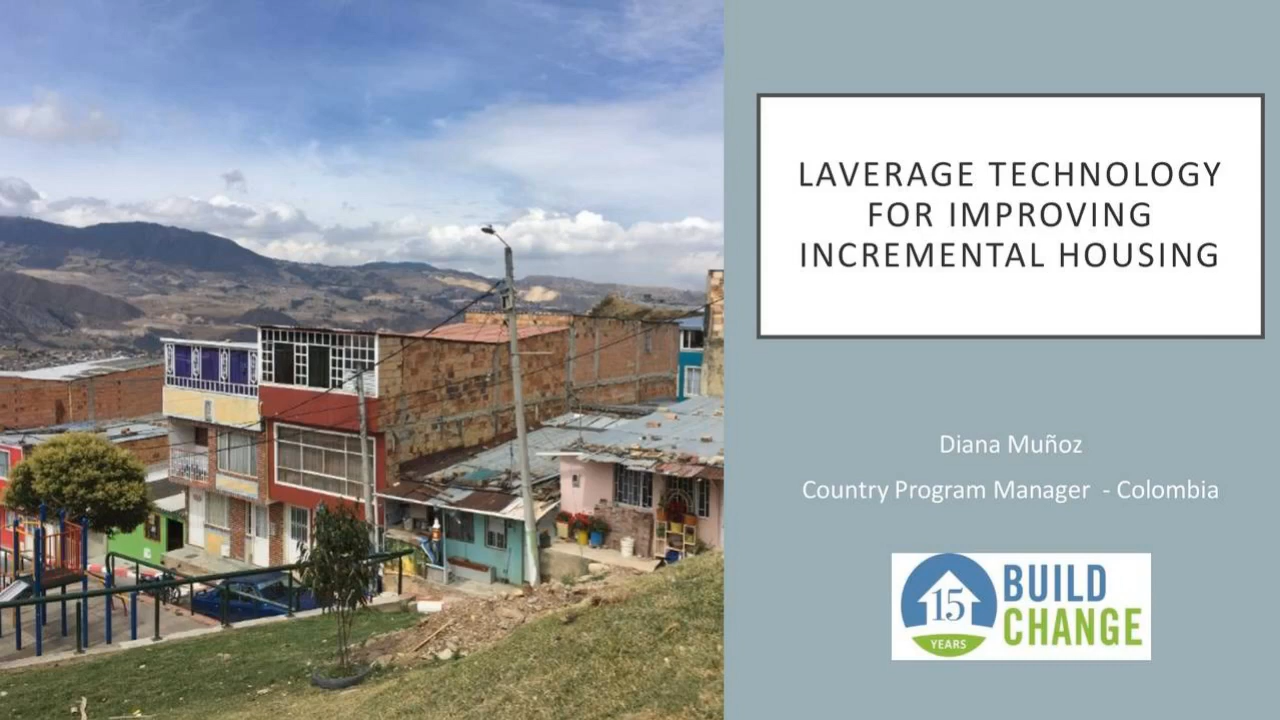 LAVERAGE TECHNOLOGY
FOR IMPROVING
INCREMENTAL HOUSING
Diana Muñoz
Country Program Manager - Colombia
15
YEARS
BUILD
CHANGE